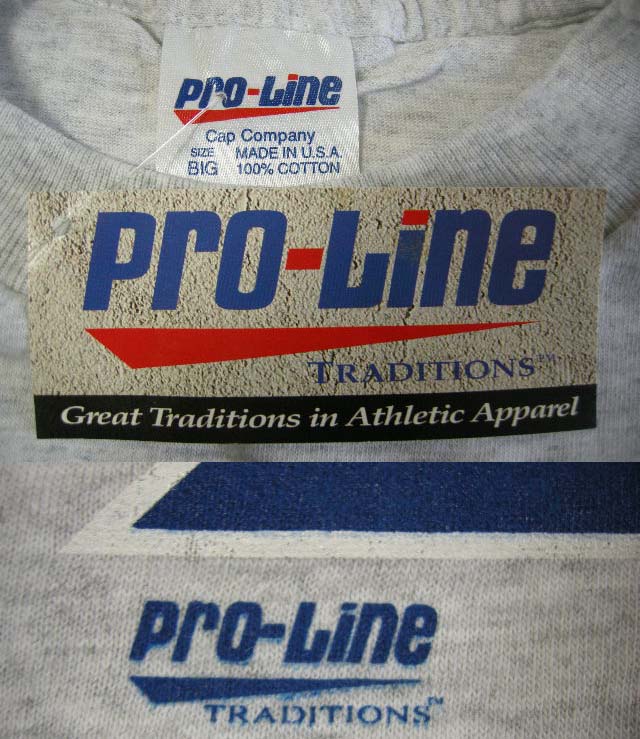 Pro-Line
Cap Company
SIZE MADE IN U.S.A.
BIG 100% COTTON
Pro-Line
TRADITIONS™
Great Traditions in Athletic Apparel
Pro-Line
TRADITIONS™